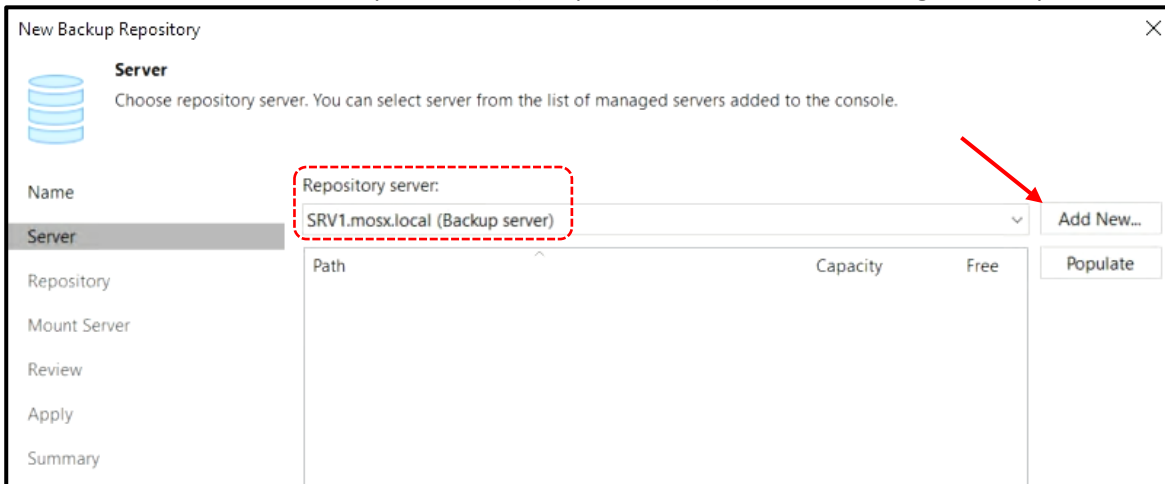 New Backup Repository
Server
Choose repository server. You can select server from the list of managed servers added to the console.
Name
Server
Repository
Mount Server
Review
Apply
Summary
Repository server:
SRV1.mosx.local (Backup server)
Add New...
Path Capacity Free
Populate